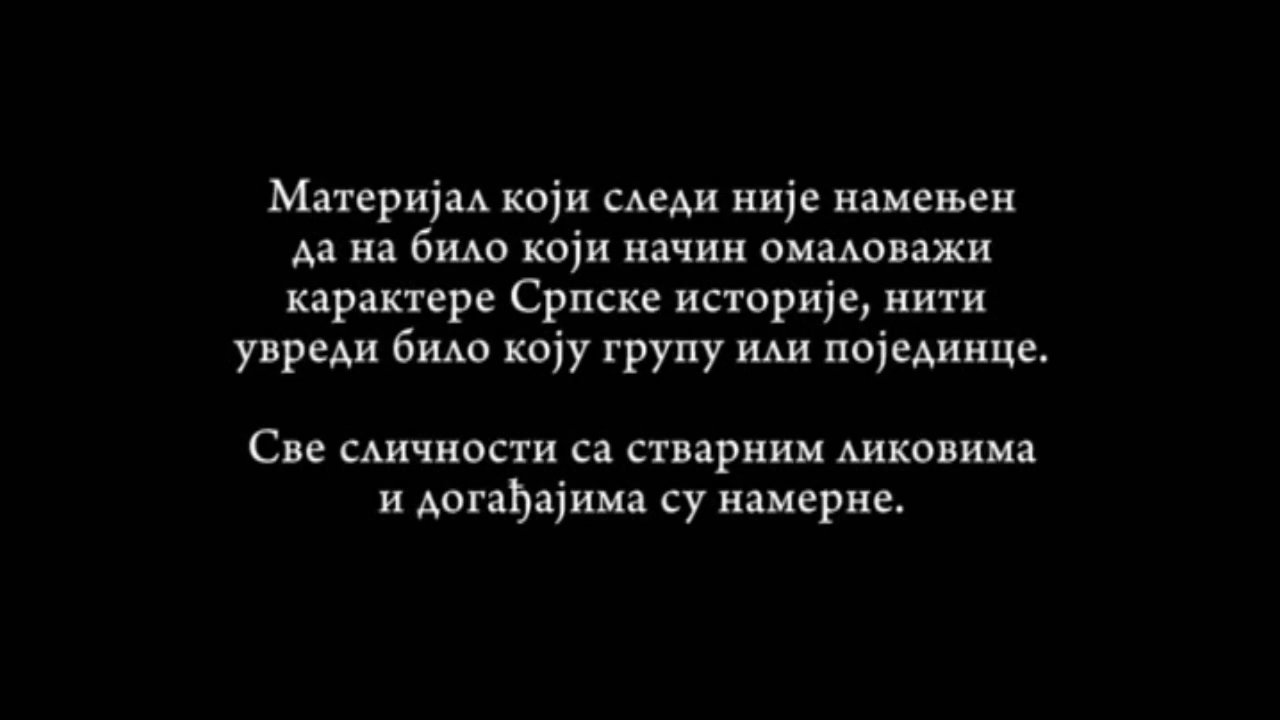 Материјал који следи није намењен
да на било који начин омаловажи
карактере Српске историје, нити
увреди било коју групу или појединце.
Све сличности са стварним ликовима
и догађајима су намерне.